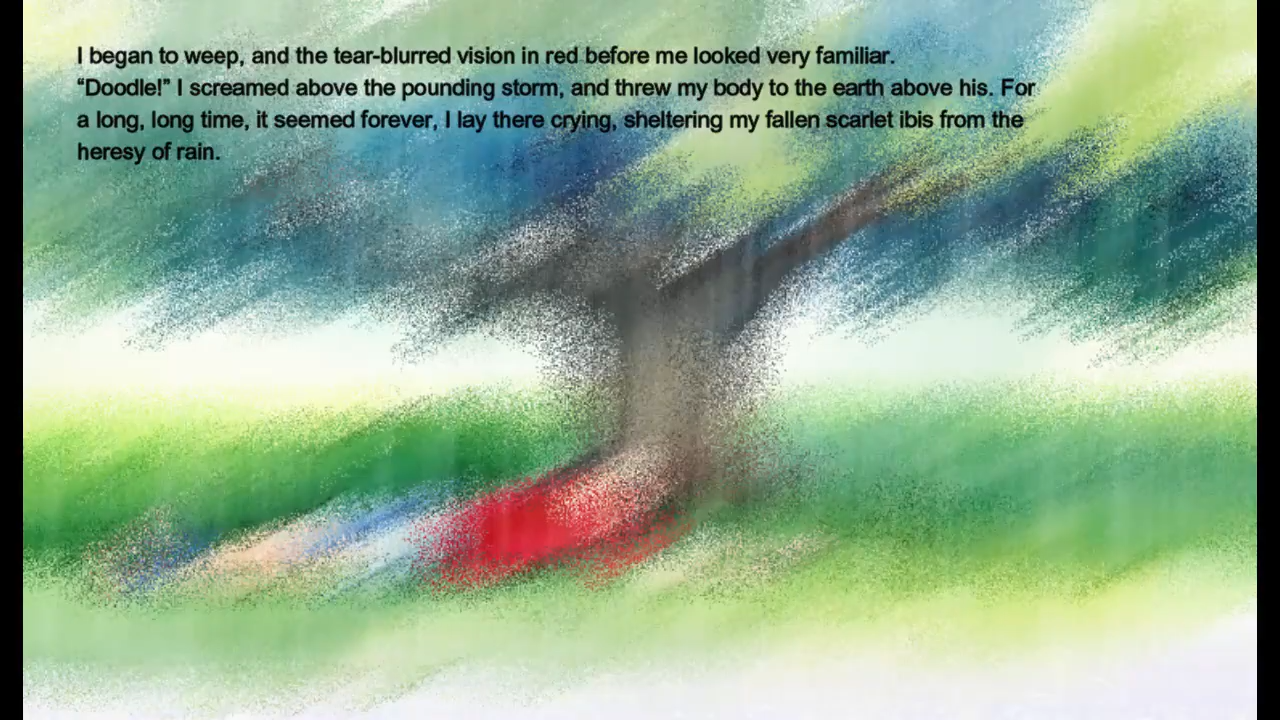 I began to weep, and the tear-blurred vision in red before me looked very familiar.
“Doodle!” I screamed above the pounding storm, and threw my body to the earth above his. For
a long, long time, it seemed forever, I lay there crying, sheltering my fallen scarlet ibis from the
heresy of rain.